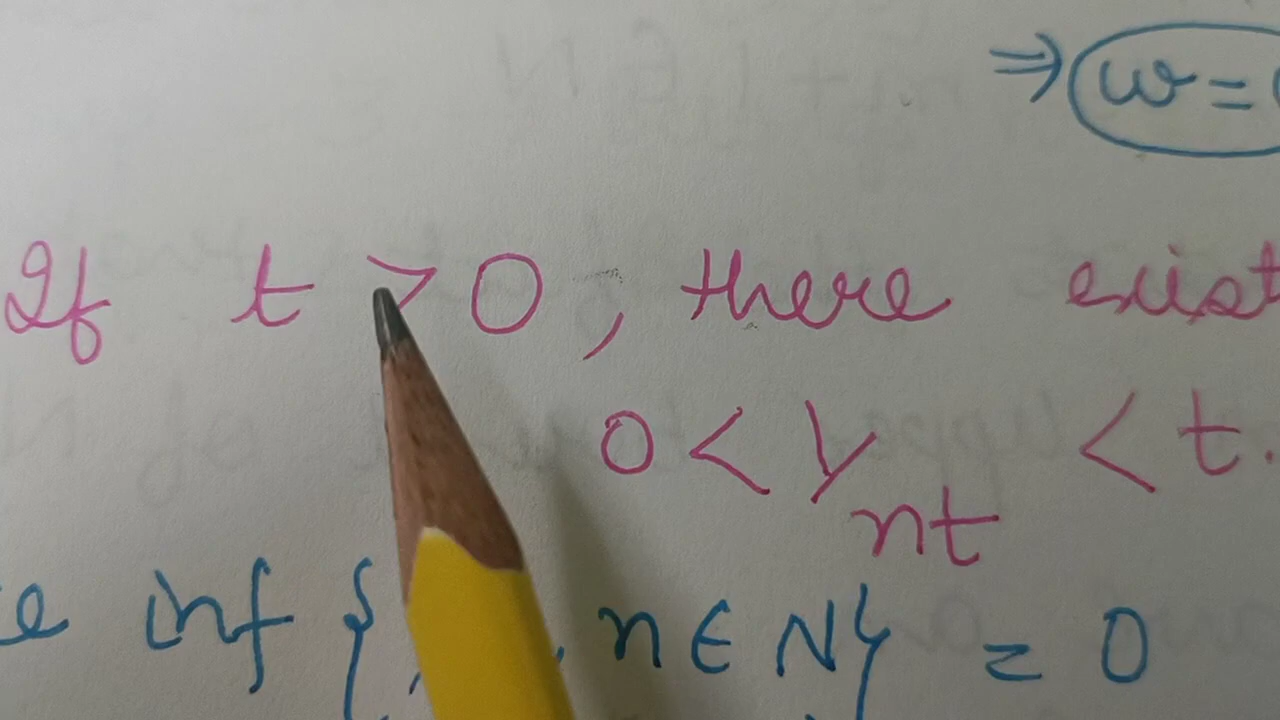 ⇒ w =
If t > 0 , there exist
0 < 1/nt < t .
inf { , n ∈ N } = 0